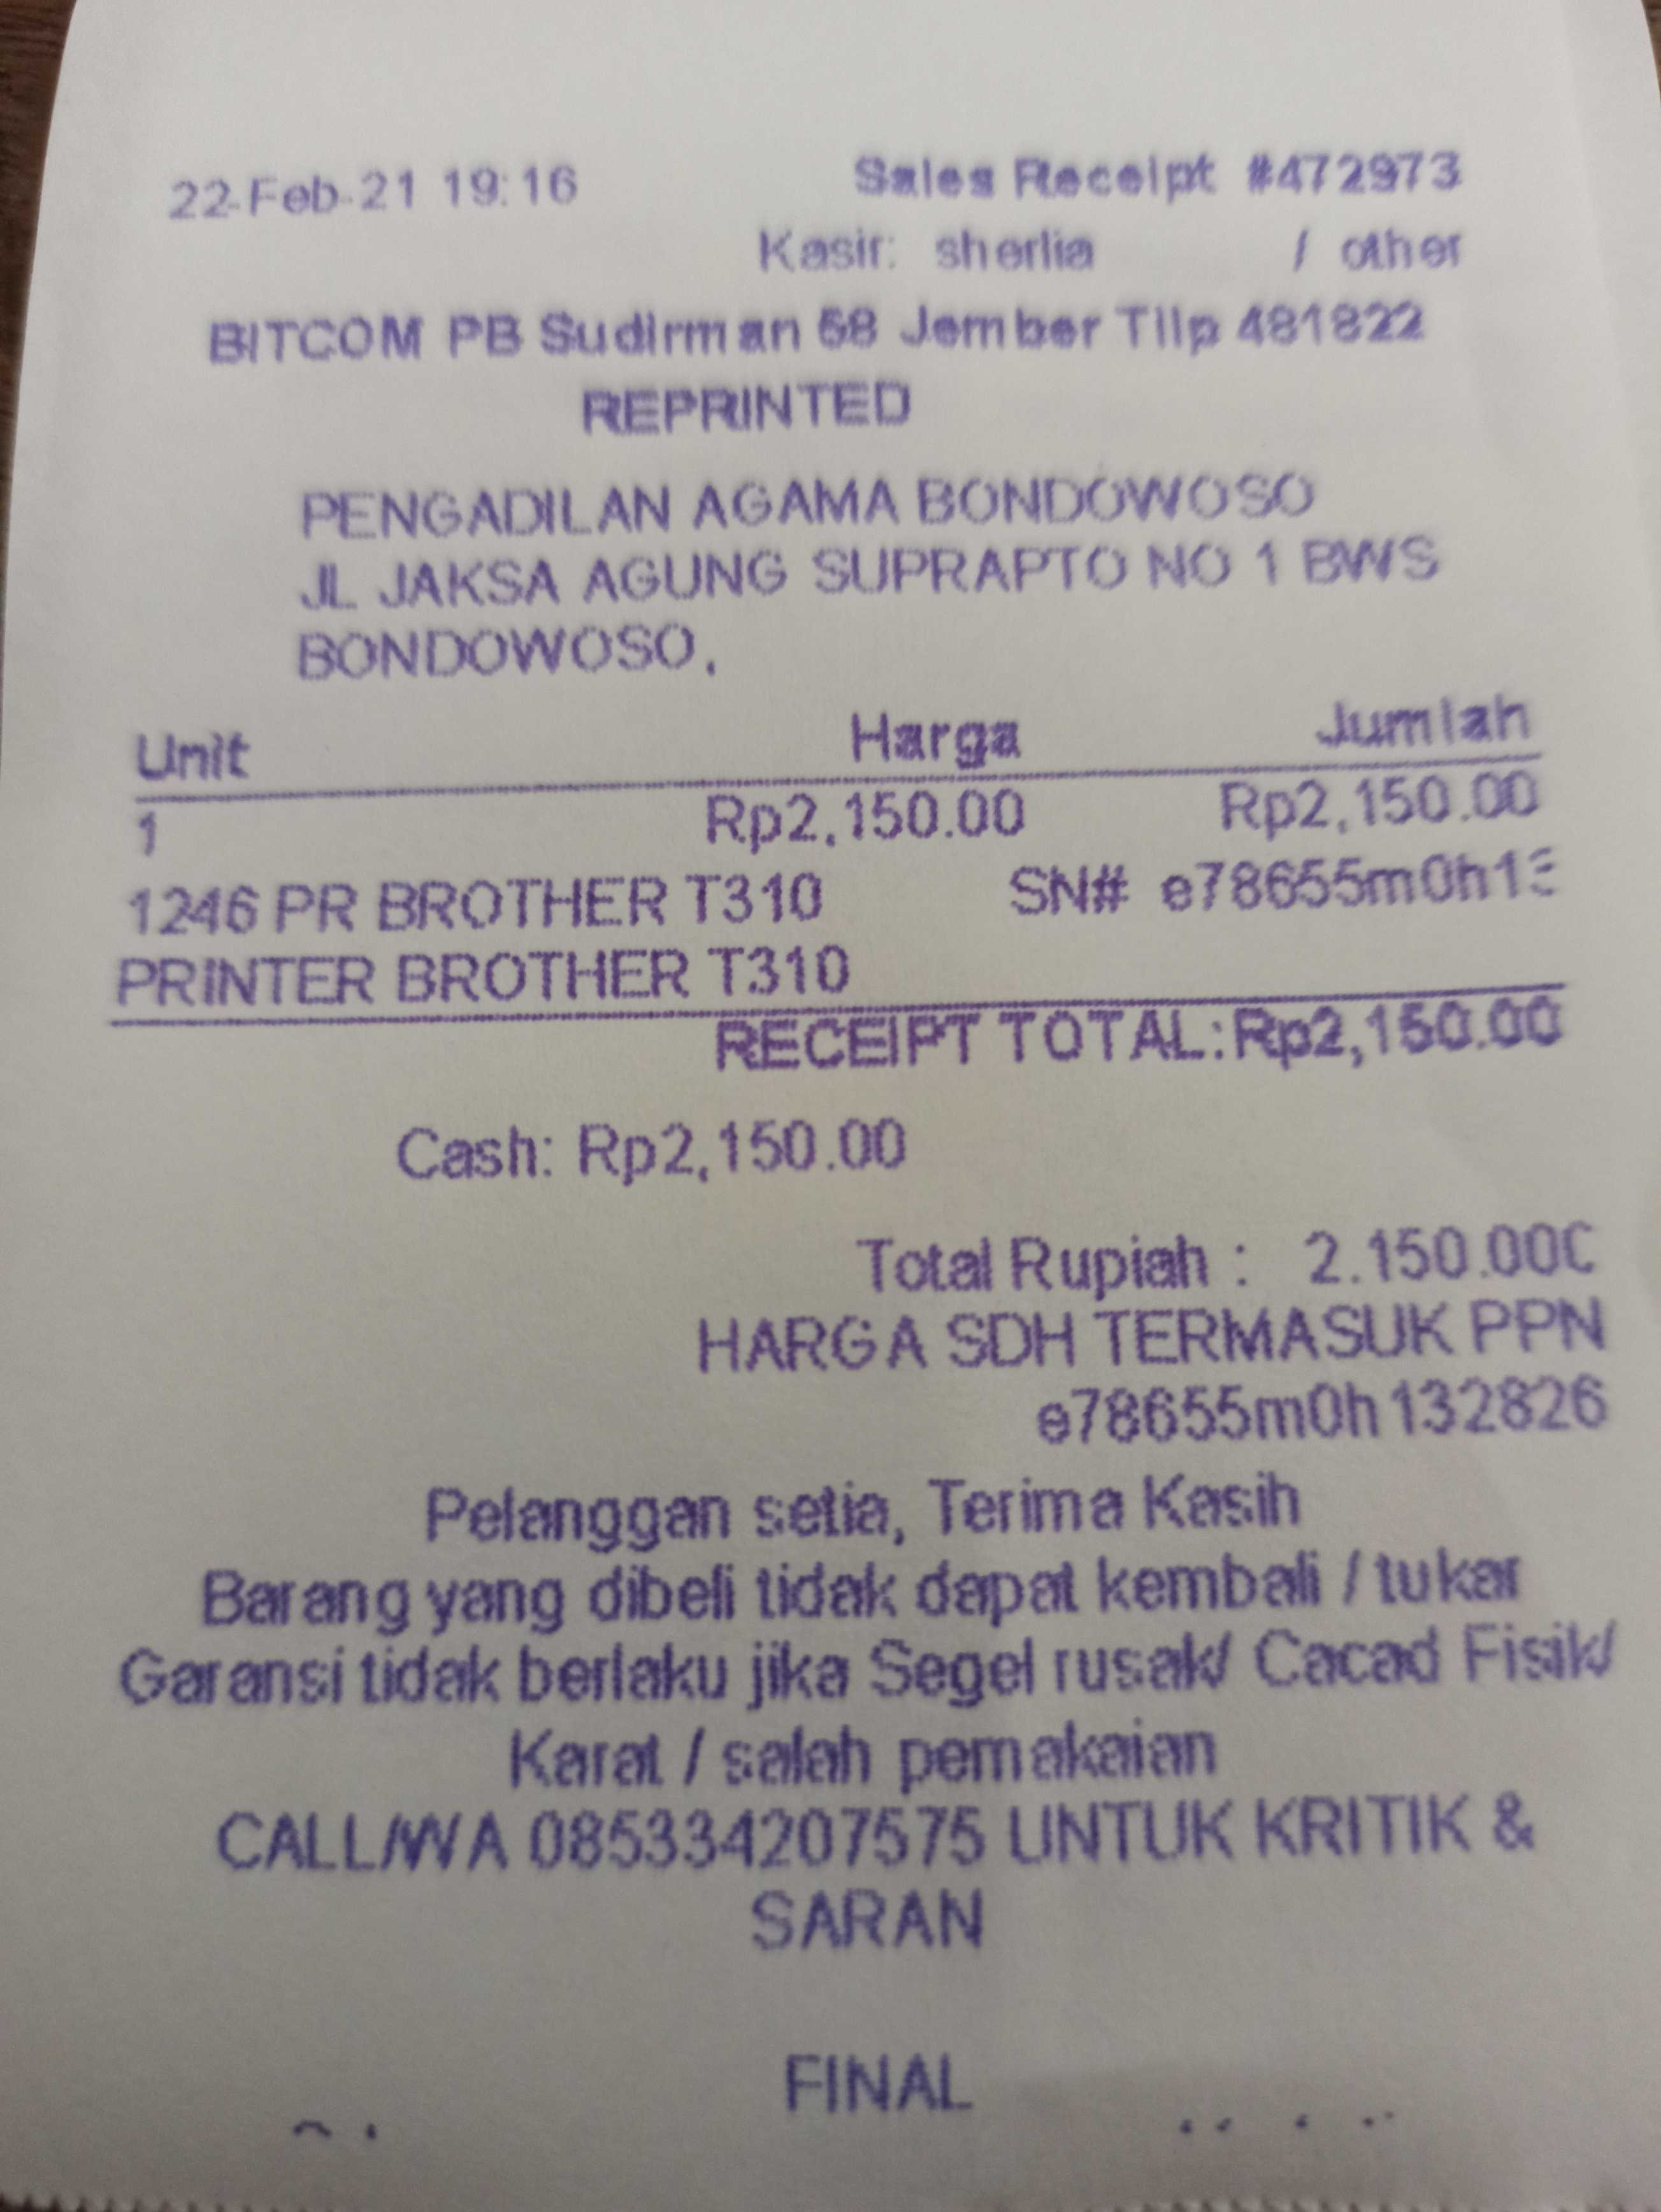 22-Feb-21 19:16 Sales Receipt #472973
Kasir: sherlia / other
BITCOM PB Sudirman 58 Jember Tllp 481822
REPRINTED
PENGADILAN AGAMA BONDOWOSO
JL JAKSA AGUNG SUPRAPTO NO 1 BWS
BONDOWOSO,
Unit Harga Jumlah
1 Rp2,150.00 Rp2,150.00
1246 PR BROTHER T310 SN# e78655m0h13
PRINTER BROTHER T310
RECEIPT TOTAL:Rp2,150.00
Cash: Rp2,150.00
Total Rupiah : 2.150.000
HARGA SDH TERMASUK PPN
e78655m0h132826
Pelanggan setia, Terima Kasih
Barang yang dibeli tidak dapat kembali / tukar
Garansi tidak berlaku jika Segel rusak/ Cacad Fisik/
Karat / salah pemakaian
CALL/WA 085334207575 UNTUK KRITIK &
SARAN
FINAL